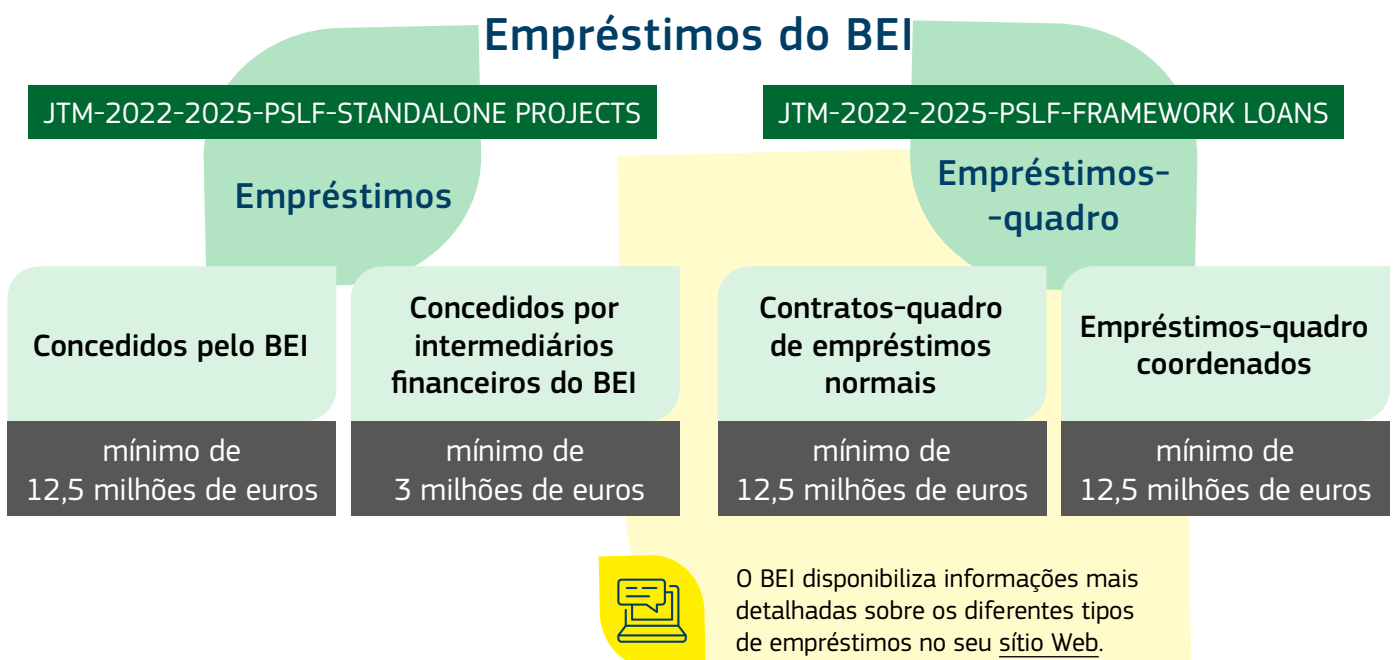 Empréstimos do BEI
JTM-2022-2025-PSLF-STANDALONE PROJECTS
Empréstimos
Concedidos pelo BEI
mínimo de
12,5 milhões de euros
Concedidos por
intermediários
financeiros do BEI
mínimo de
3 milhões de euros
JTM-2022-2025-PSLF-FRAMEWORK LOANS
Empréstimos-
-quadro
Contratos-quadro
de empréstimos
normais
mínimo de
12,5 milhões de euros
Empréstimos-quadro
coordenados
mínimo de
12,5 milhões de euros
O BEI disponibiliza informações mais
detalhadas sobre os diferentes tipos
de empréstimos no seu sítio Web.